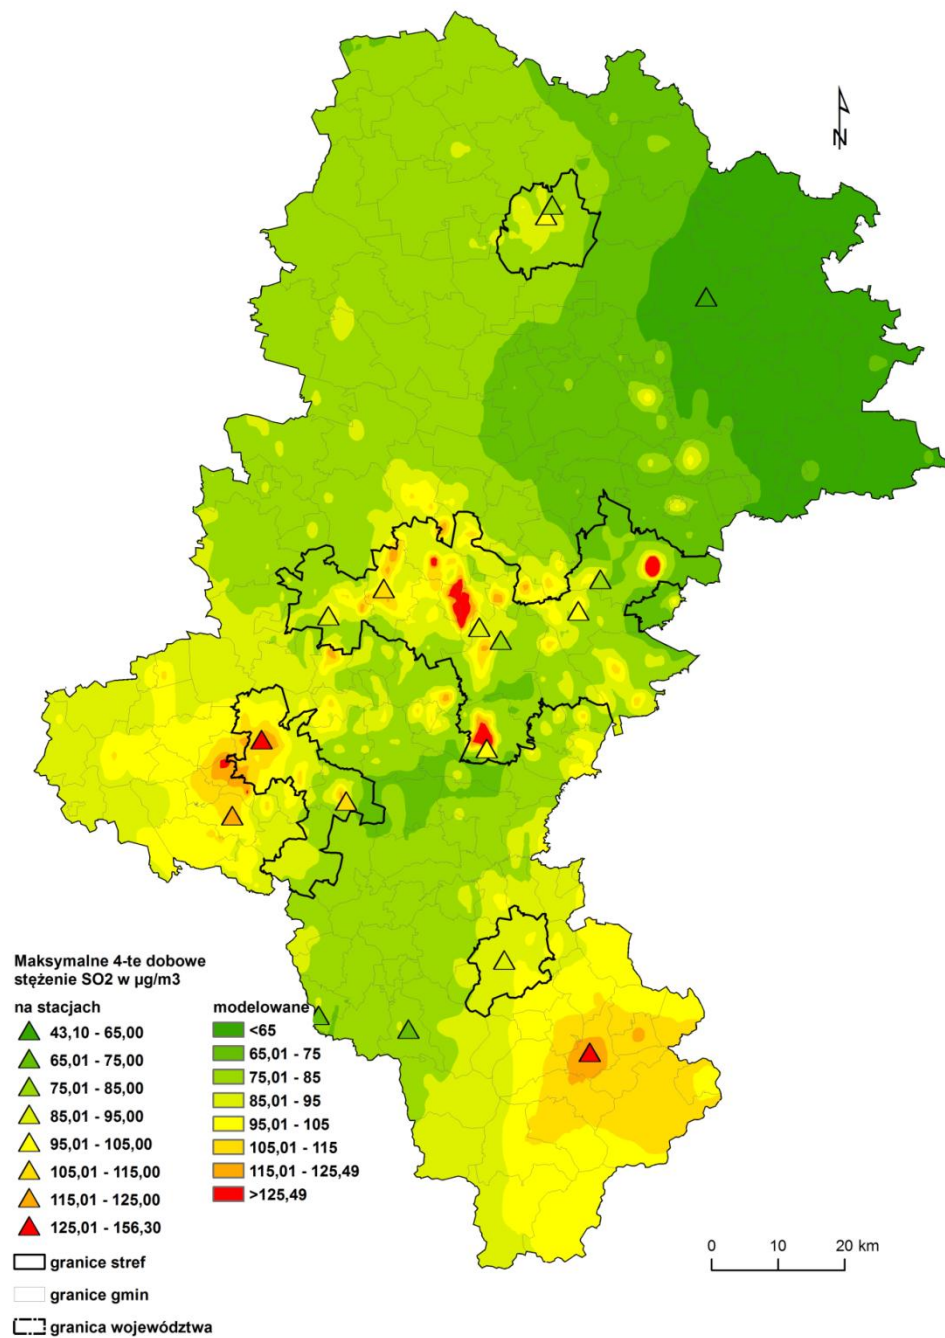 N
Maksymalne 4-te dobowe
stężenie SO2 w µg/m3
na stacjach
43,10 - 65,00
65,01 - 75,00
75,01 - 85,00
85,01 - 95,00
95,01 - 105,00
105,01 - 115,00
115,01 - 125,00
125,01 - 156,30
granice stref
granice gmin
granica województwa
modelowane
<65
65,01 - 75
75,01 - 85
85,01 - 95
95,01 - 105
105,01 - 115
115,01 - 125,49
>125,49
0 10 20 km